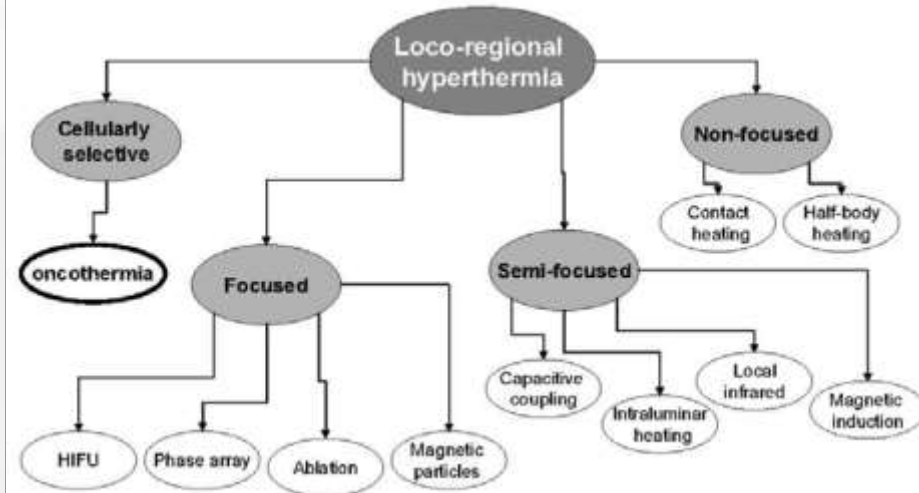 Loco-regional
hyperthermia
Cellularly
selective
Non-focused
Contact
heating
Half-body
heating
oncothermia
Focused
Semi-focused
Capacitive
coupling
Intraluminar
heating
Local
infrared
Magnetic
induction
HIFU
Phase array
Ablation
Magnetic
particles